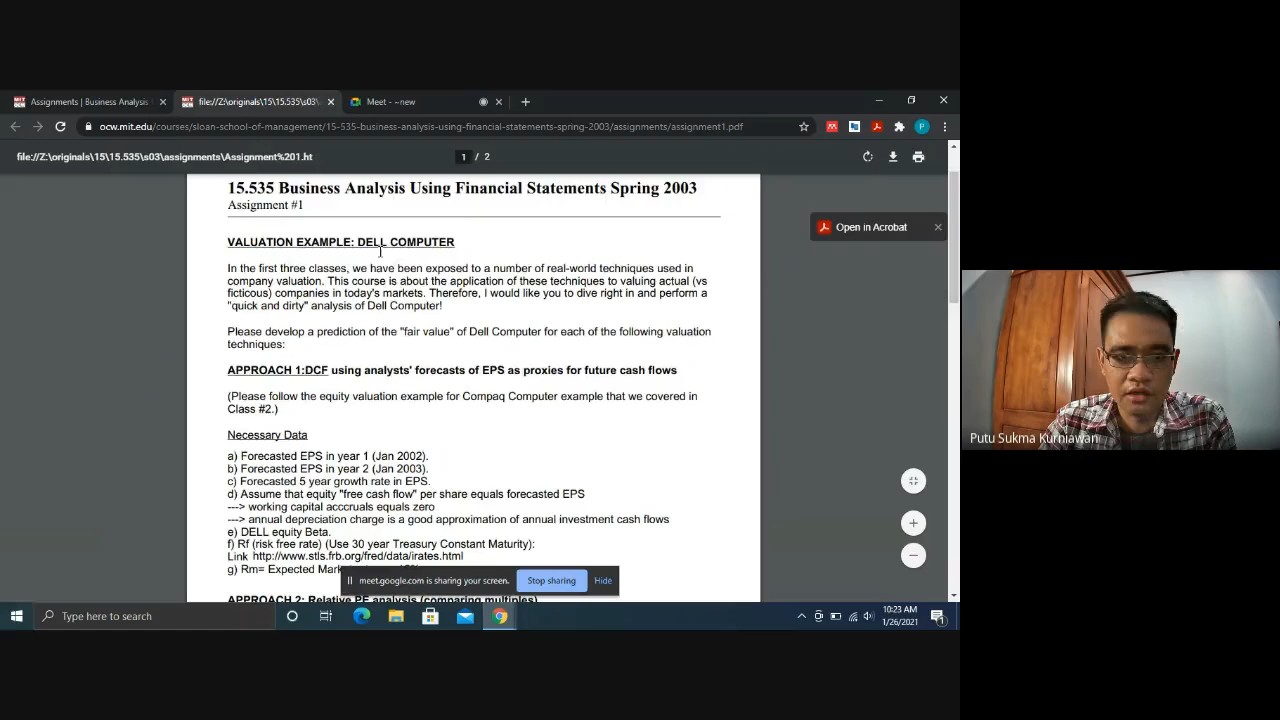 Assignments | Business Analysis
file://Z:\originals\15\15.535\s03\as
Meet - ~new
ocw.mit.edu/courses/sloan-school-of-management/15-535-business-analysis-using-financial-statements-spring-2003/assignments/assignment1.pdf
file://Z:\originals\15\15.535\s03\assignments\Assignment%201.ht
1 / 2
15.535 Business Analysis Using Financial Statements Spring 2003
Assignment #1
Open in Acrobat
VALUATION EXAMPLE: DELL COMPUTER
In the first three classes, we have been exposed to a number of real-world techniques used in
company valuation. This course is about the application of these techniques to valuing actual (vs
ficticous) companies in today's markets. Therefore, I would like you to dive right in and perform a
"quick and dirty" analysis of Dell Computer!
Please develop a prediction of the "fair value" of Dell Computer for each of the following valuation
techniques:
APPROACH 1:DCF using analysts' forecasts of EPS as proxies for future cash flows
(Please follow the equity valuation example for Compaq Computer example that we covered in
Class #2.)
Necessary Data
a) Forecasted EPS in year 1 (Jan 2002).
b) Forecasted EPS in year 2 (Jan 2003).
c) Forecasted 5 year growth rate in EPS.
d) Assume that equity "free cash flow" per share equals forecasted EPS
---> working capital acccruals equals zero
---> annual depreciation charge is a good approximation of annual investment cash flows
e) DELL equity Beta.
f) Rf (risk free rate) (Use 30 year Treasury Constant Maturity):
Link http://www.stls.frb.org/fred/data/irates.html
g) Rm= Expected
meet.google.com is sharing your screen.
Stop sharing
Hide
APPROACH 2: Relative PE analysis (comparing multiples)
Type here to search
10:23 AM
1/26/2021
Putu Sukma Kurniawan